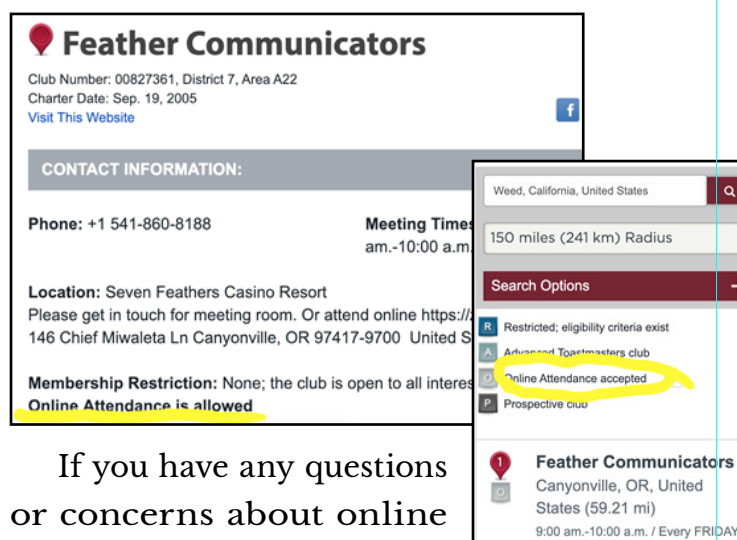 Feather Communicators
Club Number: 00827361, District 7, Area A22
Charter Date: Sep. 19, 2005
Visit This Website
f
CONTACT INFORMATION:
Phone: +1 541-860-8188
Meeting Times
am.-10:00 a.m.
Location: Seven Feathers Casino Resort
Please get in touch for meeting room. Or attend online https://
146 Chief Miwaleta Ln Canyonville, OR 97417-9700 United S
Membership Restriction: None; the club is open to all interes
Online Attendance is allowed
Weed, California, United States
150 miles (241 km) Radius
Search Options
R Restricted; eligibility criteria exist
A Advanced Toastmasters club
O Online Attendance accepted
P Prospective club
1 Feather Communicators
O Canyonville, OR, United
States (59.21 mi)
9:00 am.-10:00 a.m. / Every FRIDAY
If you have any questions
or concerns about online